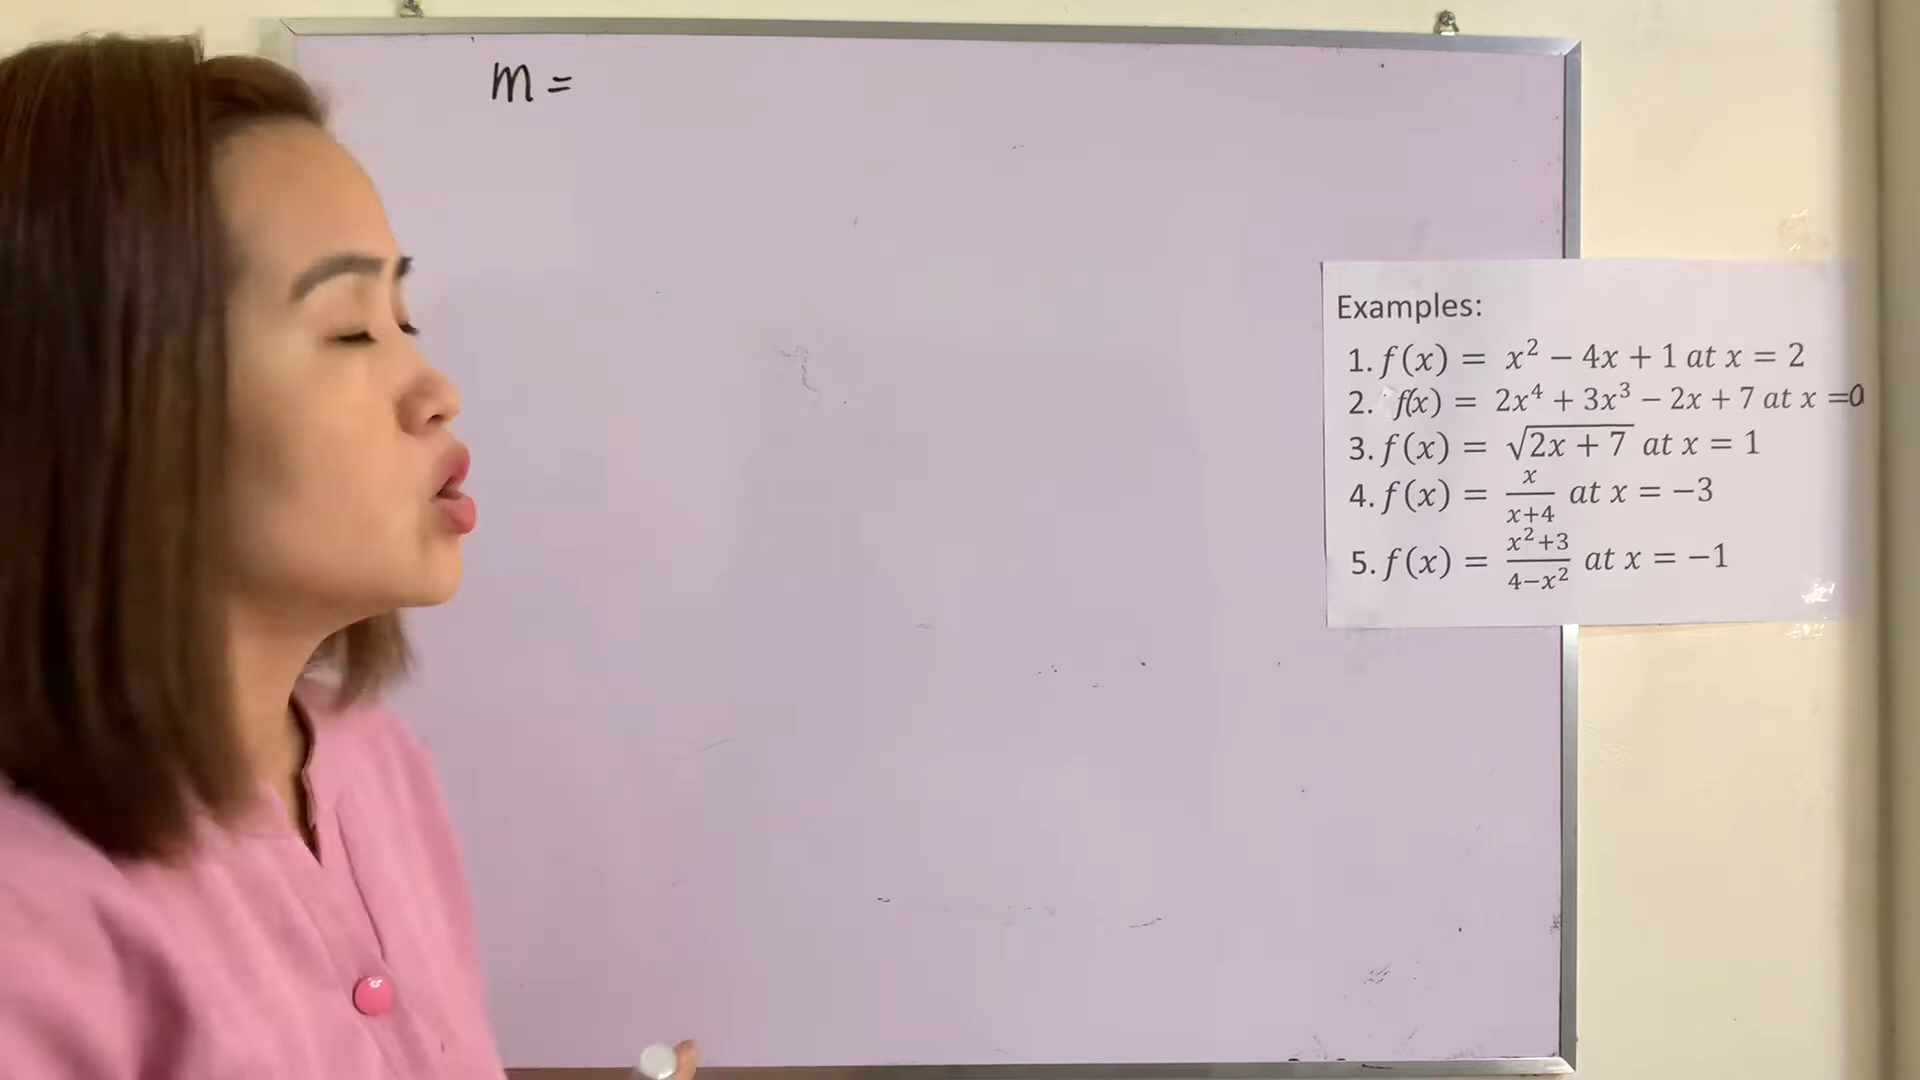 m =
Examples:
1. f(x) = x² − 4x + 1 at x = 2
2. f(x) = 2x⁴ + 3x³ − 2x + 7 at x =0
3. f(x) = √(2x + 7) at x = 1
4. f(x) = x/(x+4) at x = −3
5. f(x) = (x²+3)/(4−x²) at x = −1